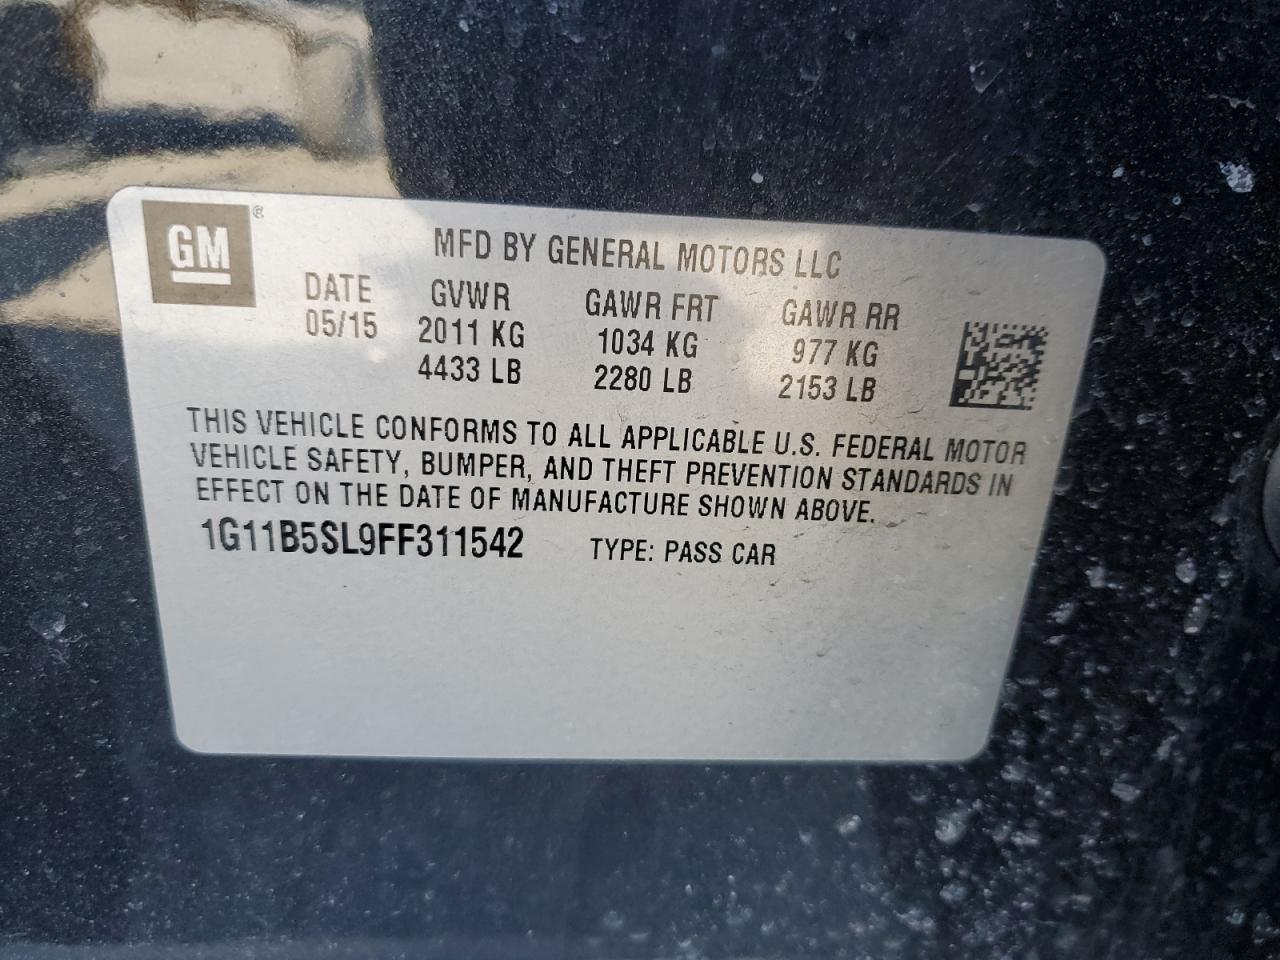 GM ®
MFD BY GENERAL MOTORS LLC
DATE GVWR GAWR FRT GAWR RR
05/15 2011 KG 1034 KG 977 KG
4433 LB 2280 LB 2153 LB
THIS VEHICLE CONFORMS TO ALL APPLICABLE U.S. FEDERAL MOTOR
VEHICLE SAFETY, BUMPER, AND THEFT PREVENTION STANDARDS IN
EFFECT ON THE DATE OF MANUFACTURE SHOWN ABOVE.
1G11B5SL9FF311542 TYPE: PASS CAR